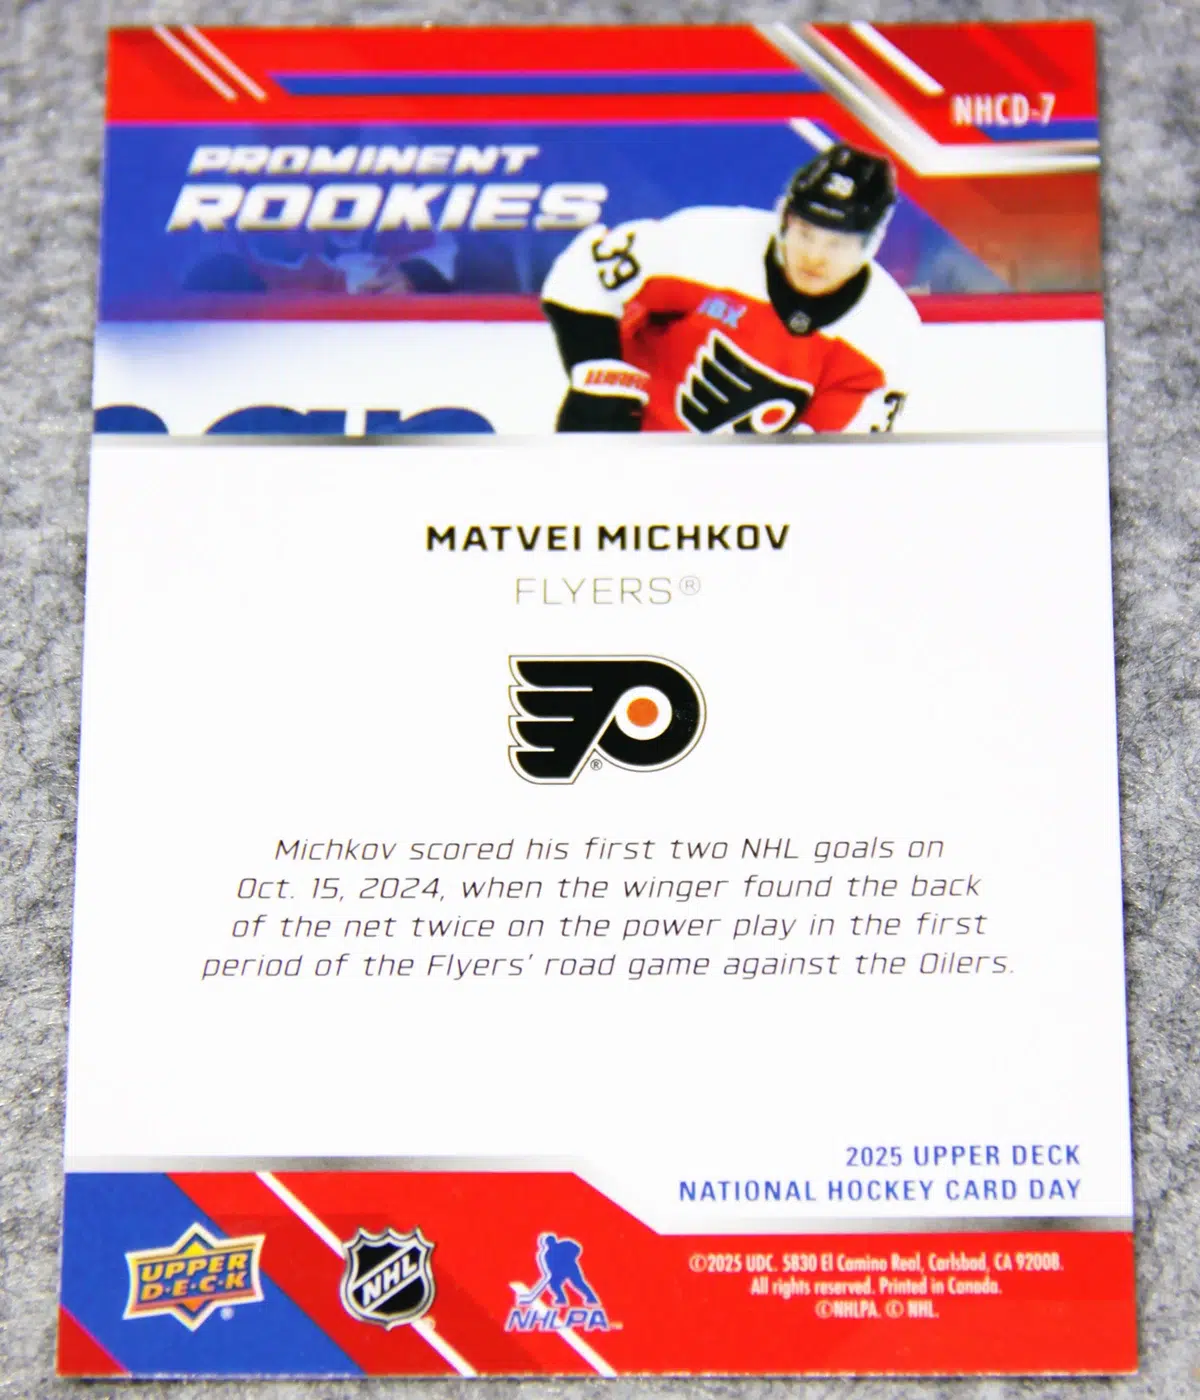 NHCD-7
PROMINENT
ROOKIES
39
39
MATVEI MICHKOV
FLYERS®
®
Michkov scored his first two NHL goals on
Oct. 15, 2024, when the winger found the back
of the net twice on the power play in the first
period of the Flyers' road game against the Oilers.
2025 UPPER DECK
NATIONAL HOCKEY CARD DAY
UPPER
D·E·C·K
®
NHL
NHLPA™
©2025 UDC. 5830 El Camino Real, Carlsbad, CA 92008.
All rights reserved. Printed in Canada.
©NHLPA. © NHL.